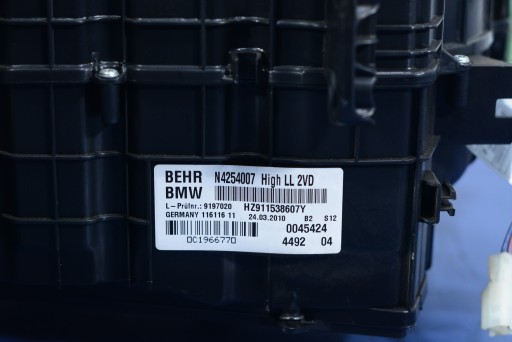 BEHR N4254007 High LL 2VD
BMW
L-Prüfnr.: 9197020 HZ911538607Y
GERMANY 116116 11 24.03.2010 B2 S12
0045424
0C1966770 4492 04